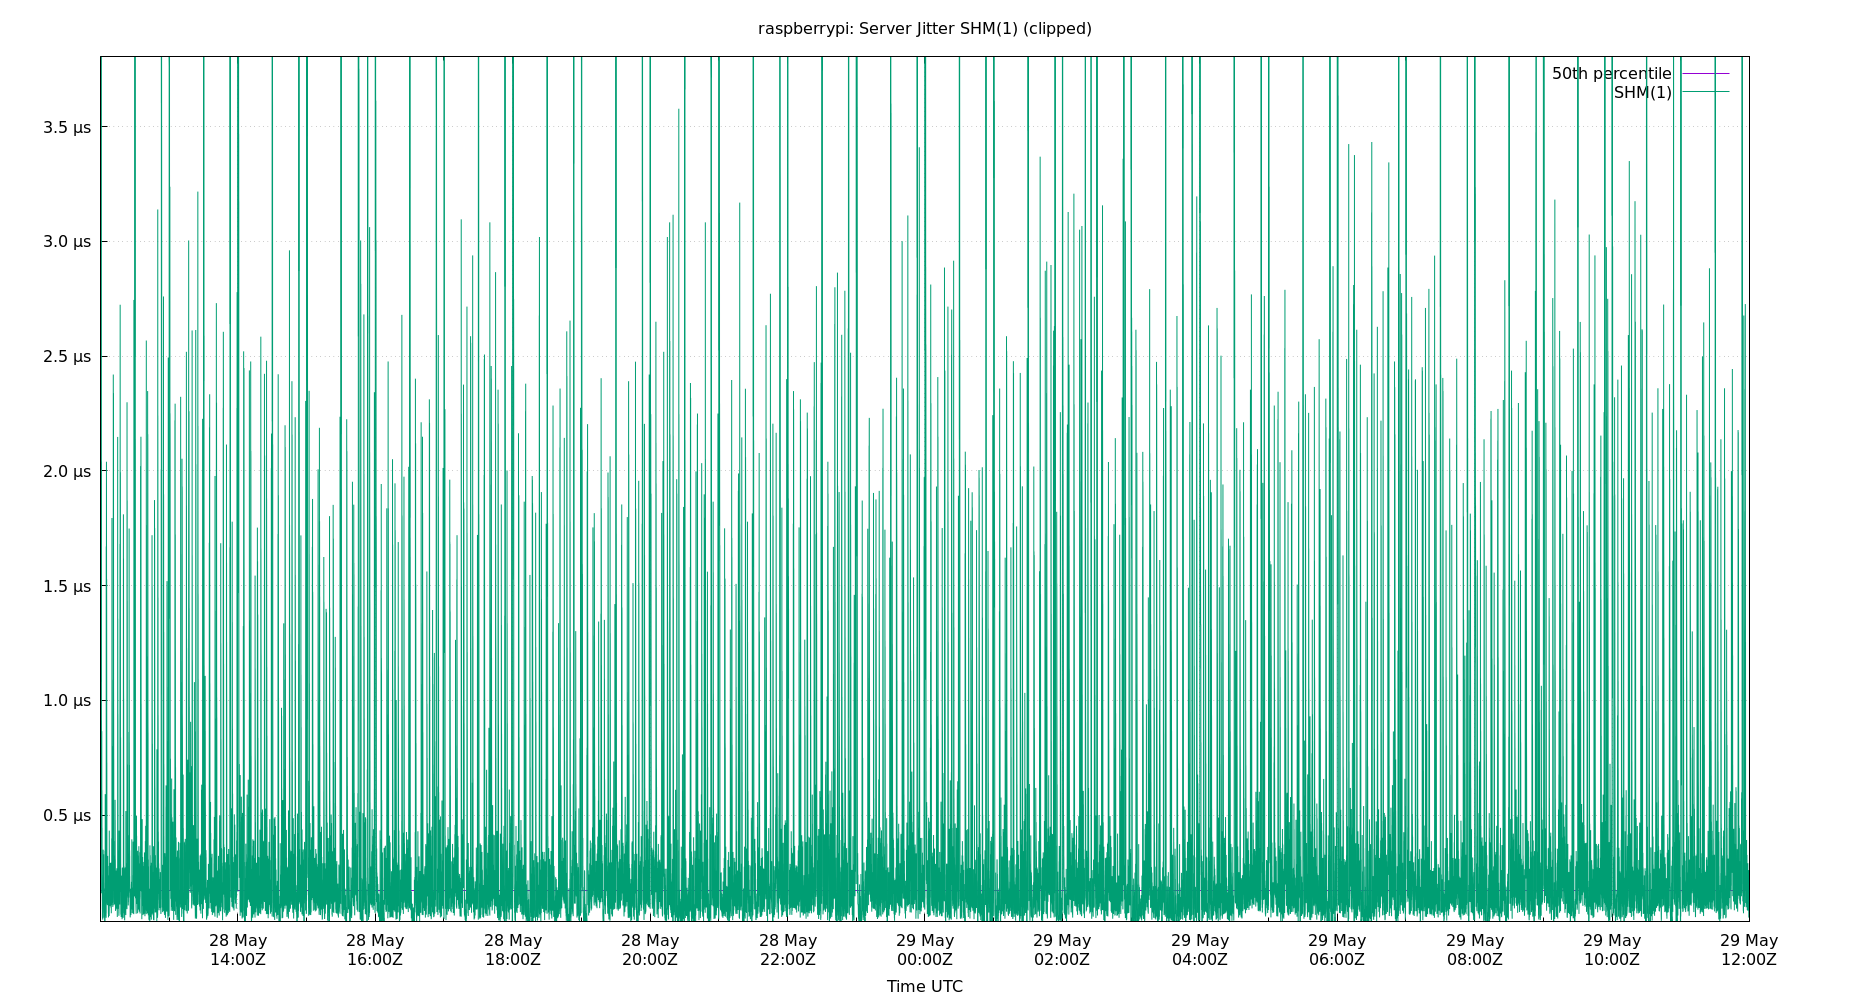 raspberrypi: Server Jitter SHM(1) (clipped)
50th percentile
SHM(1)
3.5 µs
3.0 µs
2.5 µs
2.0 µs
1.5 µs
1.0 µs
0.5 µs
28 May 28 May 28 May 28 May 28 May 29 May 29 May 29 May 29 May 29 May 29 May 29 May
14:00Z 16:00Z 18:00Z 20:00Z 22:00Z 00:00Z 02:00Z 04:00Z 06:00Z 08:00Z 10:00Z 12:00Z
Time UTC